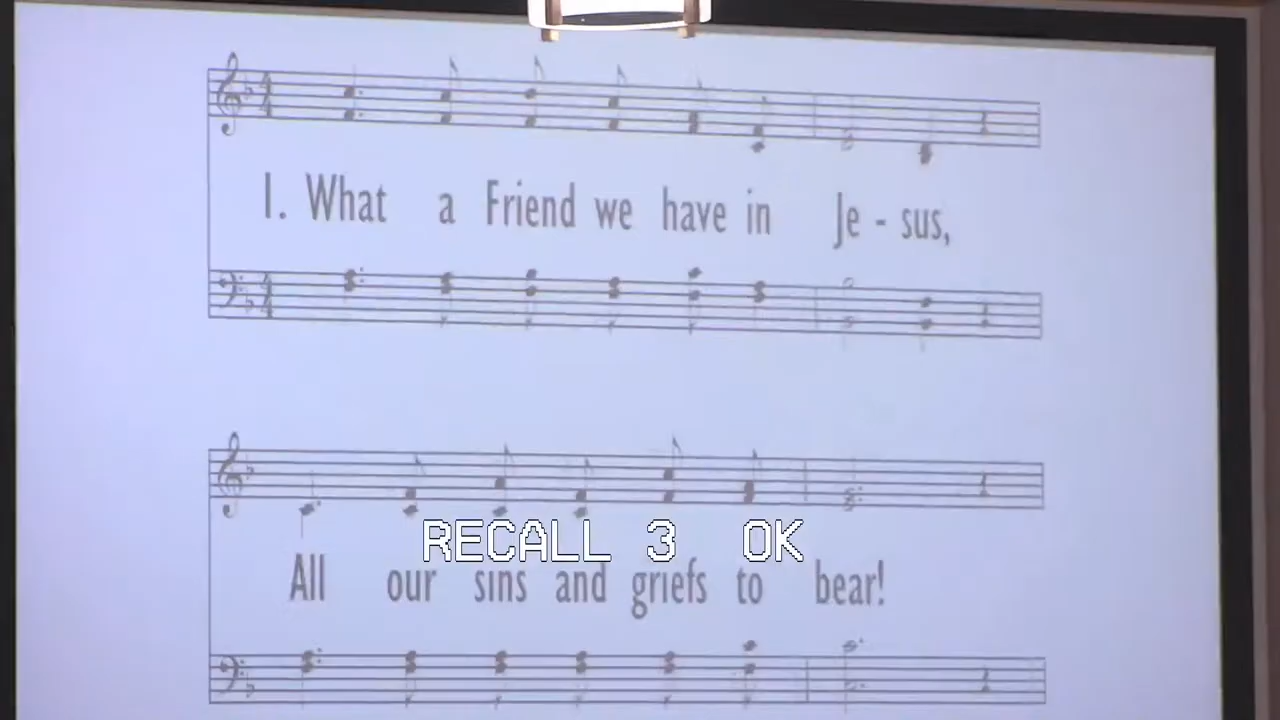 1. What a Friend we have in Je - sus,
RECALL 3 OK
All our sins and griefs to bear!